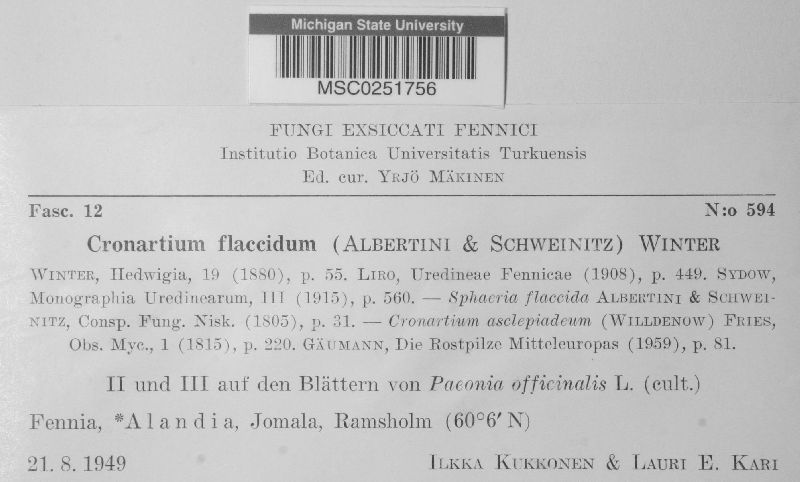 Michigan State University
MSC0251756
FUNGI EXSICCATI FENNICI
Institutio Botanica Universitatis Turkuensis
Ed. cur. YRJÖ MÄKINEN
Fasc. 12 N:o 594
Cronartium flaccidum (ALBERTINI & SCHWEINITZ) WINTER
WINTER, Hedwigia, 19 (1880), p. 55. LIRO, Uredineae Fennicae (1908), p. 449. SYDOW,
Monographia Uredinearum, III (1915), p. 560. — Sphaeria flaccida ALBERTINI & SCHWEI-
NITZ, Consp. Fung. Nisk. (1805), p. 31. — Cronartium asclepiadeum (WILLDENOW) FRIES,
Obs. Myc., 1 (1815), p. 220. GÄUMANN, Die Rostpilze Mitteleuropas (1959), p. 81.
II und III auf den Blättern von Paeonia officinalis L. (cult.)
Fennia, *Alandia, Jomala, Ramsholm (60°6′ N)
21. 8. 1949 ILKKA KUKKONEN & LAURI E. KARI